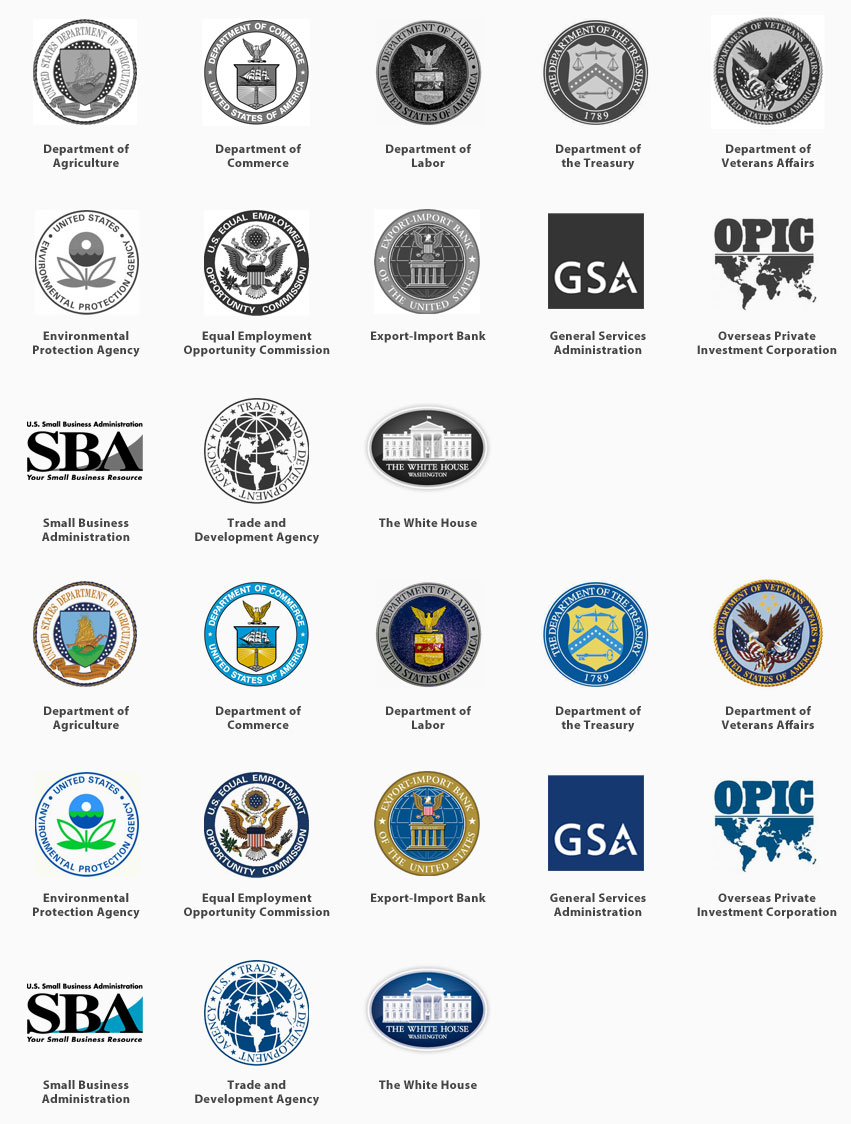 UNITED STATES DEPARTMENT OF AGRICULTURE
DEPARTMENT OF COMMERCE
UNITED STATES OF AMERICA
DEPARTMENT OF LABOR
UNITED STATES OF AMERICA
THE DEPARTMENT OF THE TREASURY
1789
DEPARTMENT OF VETERANS AFFAIRS
UNITED STATES OF AMERICA
Department of
Agriculture
Department of
Commerce
Department of
Labor
Department of
the Treasury
Department of
Veterans Affairs
UNITED STATES
ENVIRONMENTAL PROTECTION AGENCY
U.S. EQUAL EMPLOYMENT
OPPORTUNITY COMMISSION
EXPORT-IMPORT BANK
OF THE UNITED STATES
GSA
OPIC
Environmental
Protection Agency
Equal Employment
Opportunity Commission
Export-Import Bank
General Services
Administration
Overseas Private
Investment Corporation
U.S. Small Business Administration
SBA
Your Small Business Resource
U.S. TRADE AND DEVELOPMENT AGENCY
THE WHITE HOUSE
WASHINGTON
Small Business
Administration
Trade and
Development Agency
The White House
UNITED STATES DEPARTMENT OF AGRICULTURE
DEPARTMENT OF COMMERCE
UNITED STATES OF AMERICA
DEPARTMENT OF LABOR
UNITED STATES OF AMERICA
THE DEPARTMENT OF THE TREASURY
1789
DEPARTMENT OF VETERANS AFFAIRS
UNITED STATES OF AMERICA
Department of
Agriculture
Department of
Commerce
Department of
Labor
Department of
the Treasury
Department of
Veterans Affairs
UNITED STATES
ENVIRONMENTAL PROTECTION AGENCY
U.S. EQUAL EMPLOYMENT
OPPORTUNITY COMMISSION
EXPORT-IMPORT BANK
OF THE UNITED STATES
GSA
OPIC
Environmental
Protection Agency
Equal Employment
Opportunity Commission
Export-Import Bank
General Services
Administration
Overseas Private
Investment Corporation
U.S. Small Business Administration
SBA
Your Small Business Resource
U.S. TRADE AND DEVELOPMENT AGENCY
THE WHITE HOUSE
WASHINGTON
Small Business
Administration
Trade and
Development Agency
The White House